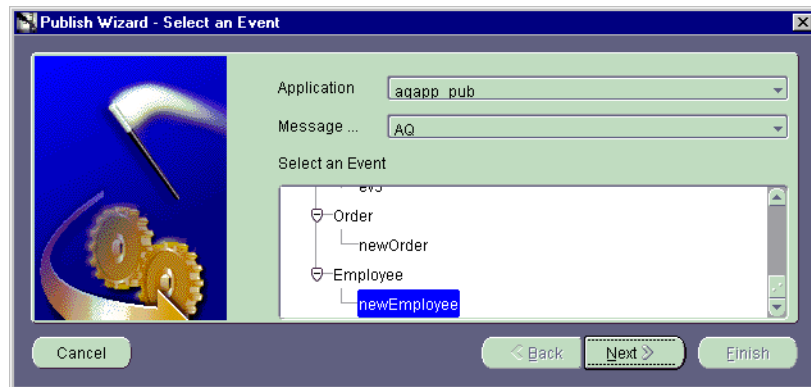 Publish Wizard - Select an Event
Application aqapp_pub
Message ... AQ
Select an Event
ev3
Order
newOrder
Employee
newEmployee
Cancel
Back
Next
Finish